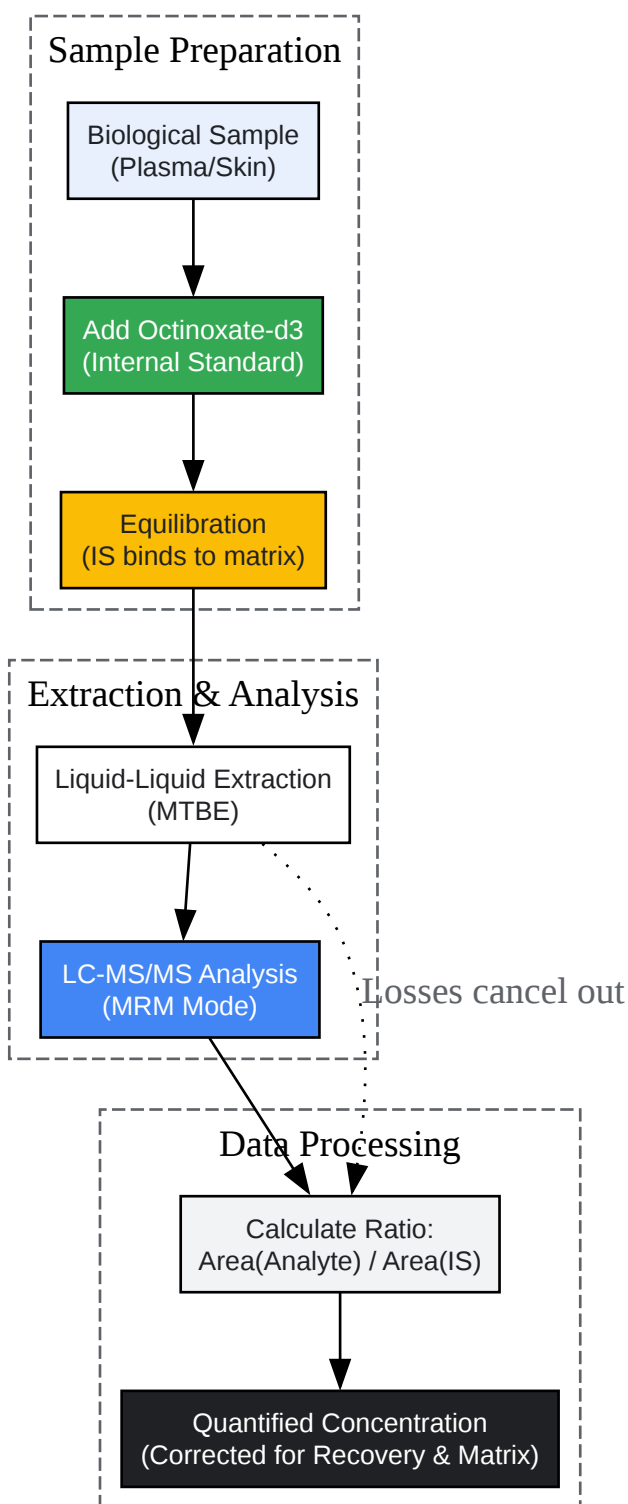 Sample Preparation
Biological Sample
(Plasma/Skin)
Add Octinoxate-d3
(Internal Standard)
Equilibration
(IS binds to matrix)
Extraction & Analysis
Liquid-Liquid Extraction
(MTBE)
LC-MS/MS Analysis
(MRM Mode)
Losses cancel out
Data Processing
Calculate Ratio:
Area(Analyte) / Area(IS)
Quantified Concentration
(Corrected for Recovery & Matrix)